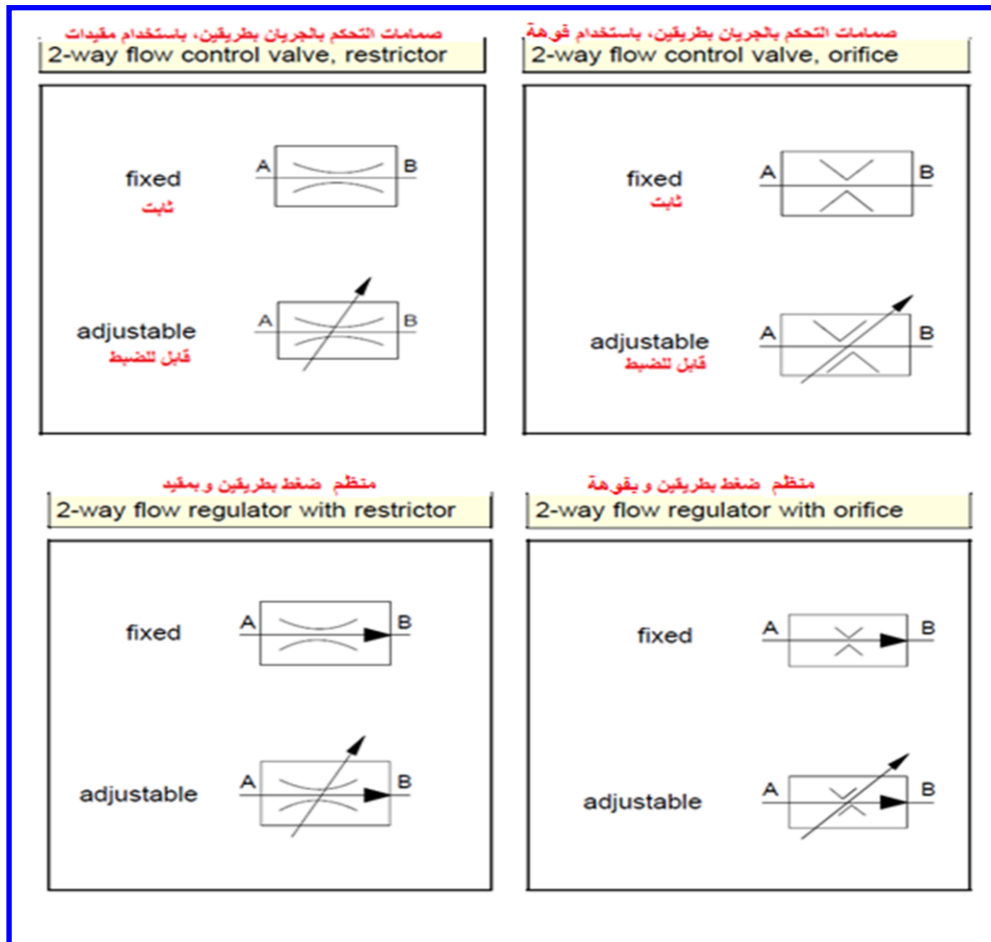 صمامات التحكم بالجريان بطريقين، باستخدام مقيدات
2-way flow control valve, restrictor
A B
fixed
ثابت
A B
adjustable
قابل للضبط
صمامات التحكم بالجريان بطريقين، باستخدام فوهة
2-way flow control valve, orifice
A B
fixed
ثابت
A B
adjustable
قابل للضبط
منظم ضغط بطريقين وبمقيد
2-way flow regulator with restrictor
A B
fixed
A B
adjustable
منظم ضغط بطريقين وبفوهة
2-way flow regulator with orifice
A B
fixed
A B
adjustable